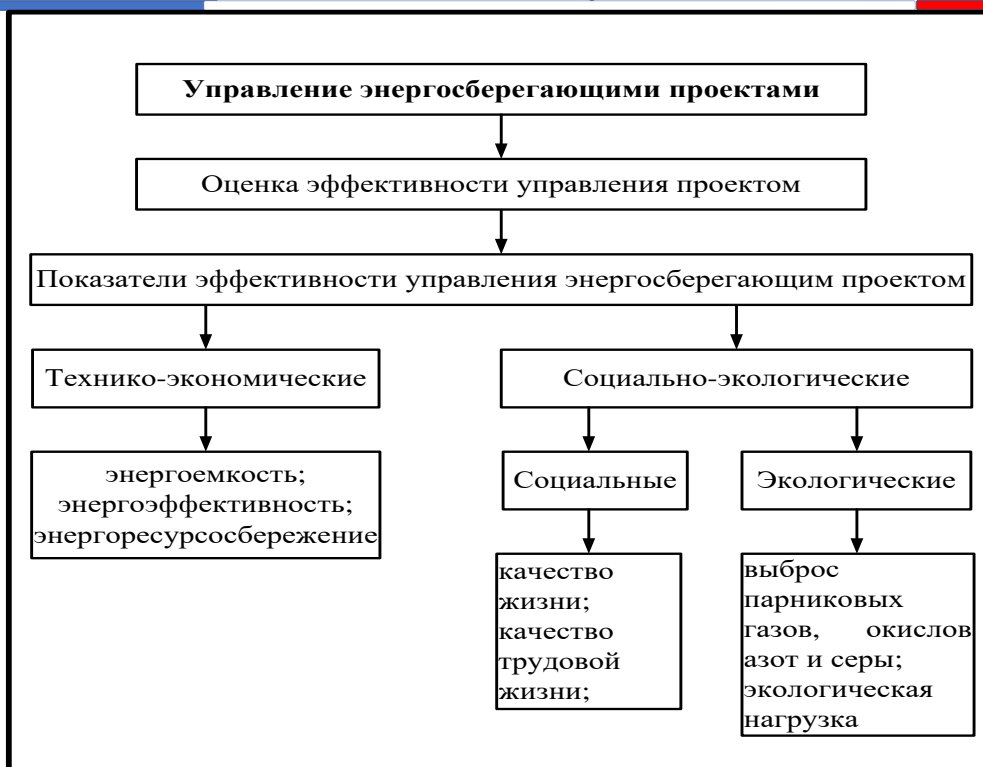 Управление энергосберегающими проектами
Оценка эффективности управления проектом
Показатели эффективности управления энергосберегающим проектом
Технико-экономические
Социально-экологические
энергоемкость;
энергоэффективность;
энергоресурсосбережение
Социальные
Экологические
качество
жизни;
качество
трудовой
жизни;
выброс
парниковых
газов, окислов
азот и серы;
экологическая
нагрузка